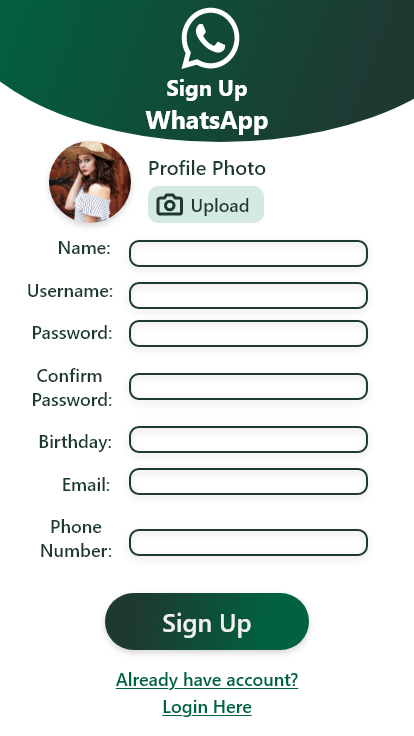 Sign Up
WhatsApp
Profile Photo
Upload
Name:
Username:
Password:
Confirm
Password:
Birthday:
Email:
Phone
Number:
Sign Up
Already have account?
Login Here